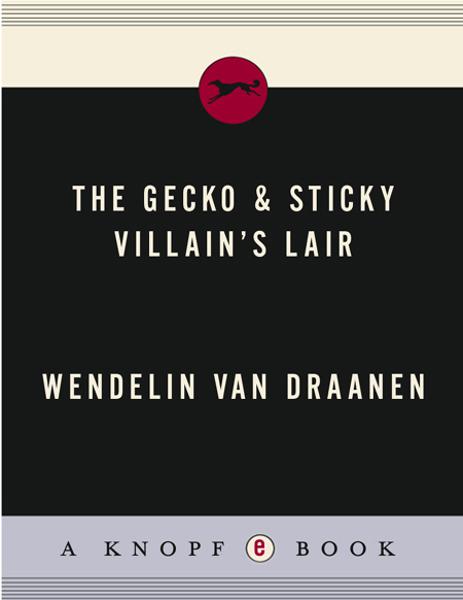 THE GECKO & STICKY
VILLAIN'S LAIR
WENDELIN VAN DRAANEN
A KNOPF e BOOK